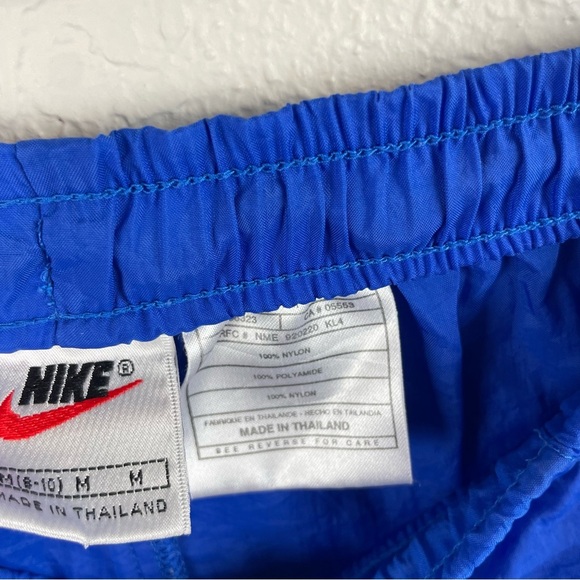 NIKE®
(8-10) M M
MADE IN THAILAND
CA # 05553
RFC # NME 920220 KL4
100% NYLON
100% POLYAMIDE
100% NYLON
FABRIQUE EN THAILANDE - HECHO EN TAILANDIA
MADE IN THAILAND
SEE REVERSE FOR CARE